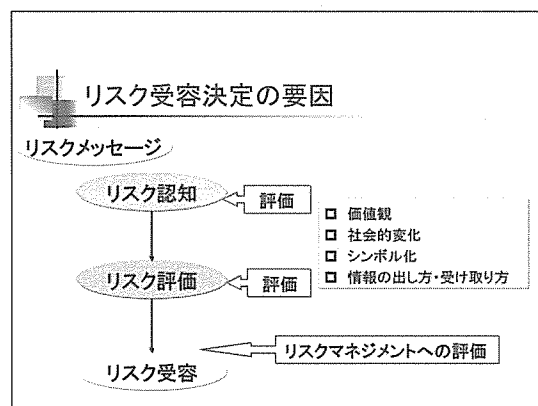 リスク受容決定の要因
リスクメッセージ
リスク認知
評価
価値観
社会的変化
シンボル化
情報の出し方・受け取り方
リスク評価
評価
リスクマネジメントへの評価
リスク受容